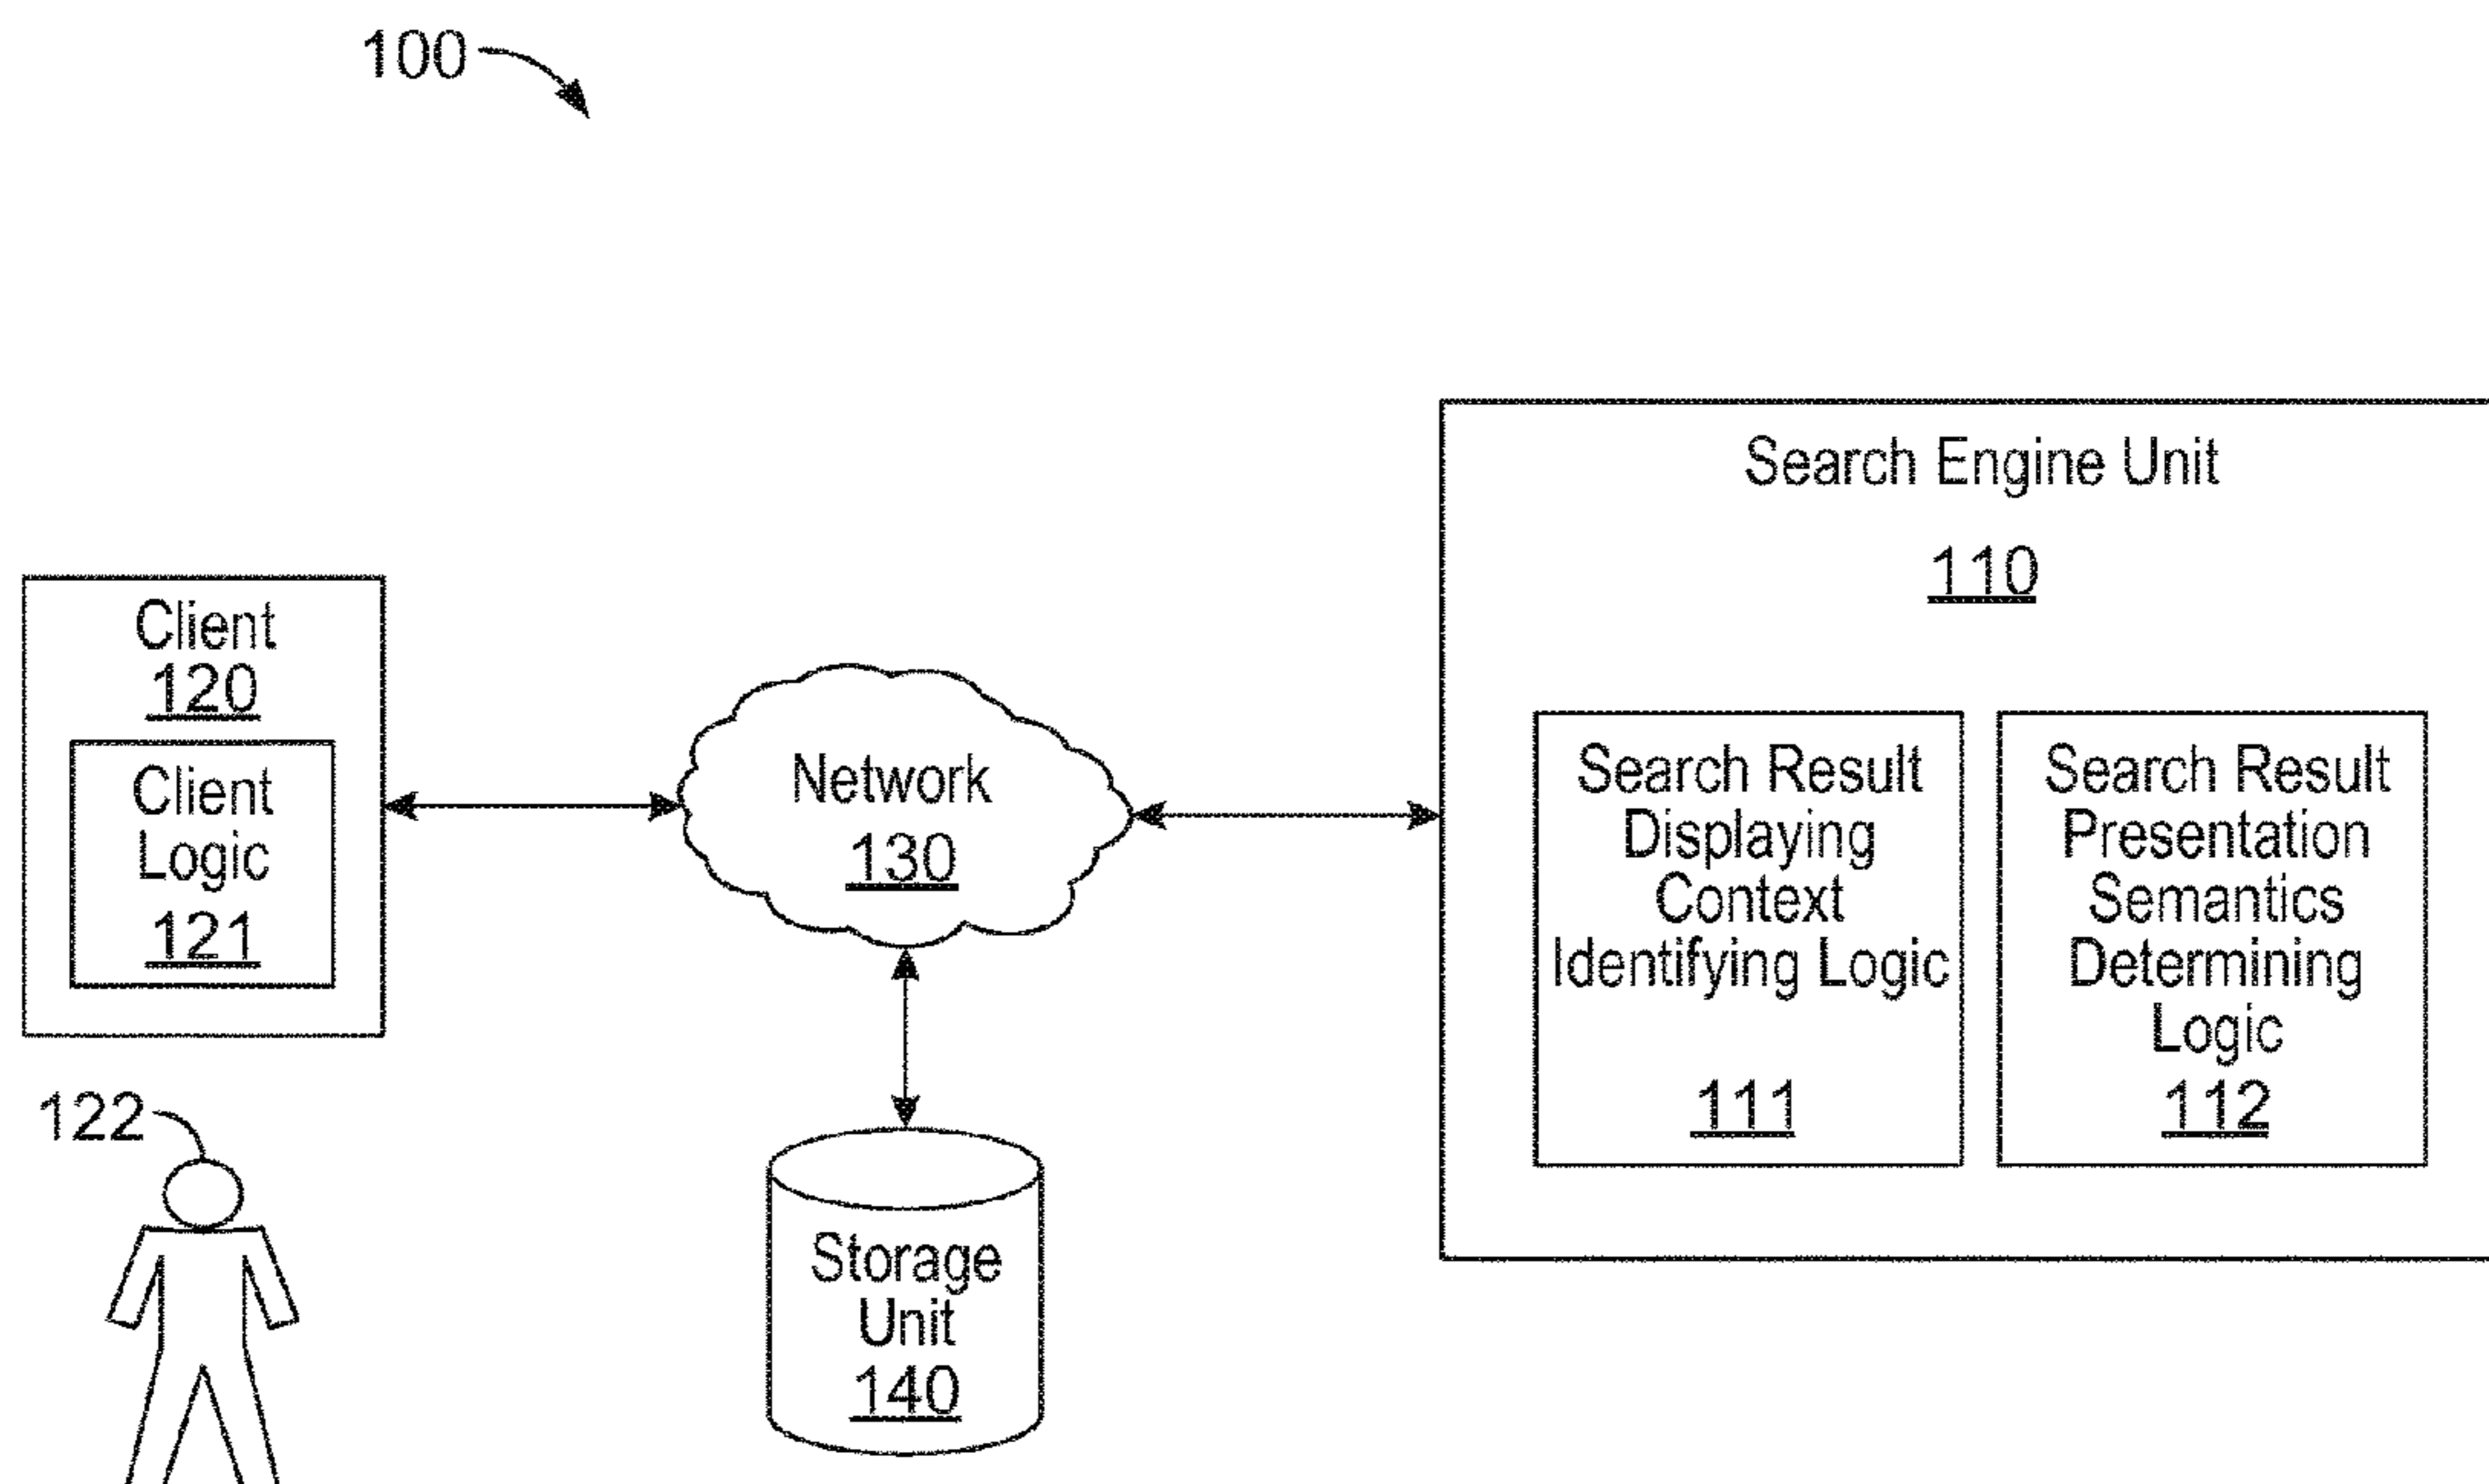 100
Search Engine Unit
110
Client
120
Client
Logic
121
Network
130
Search Result
Displaying
Context
Identifying Logic
111
Search Result
Presentation
Semantics
Determining
Logic
112
122
Storage
Unit
140